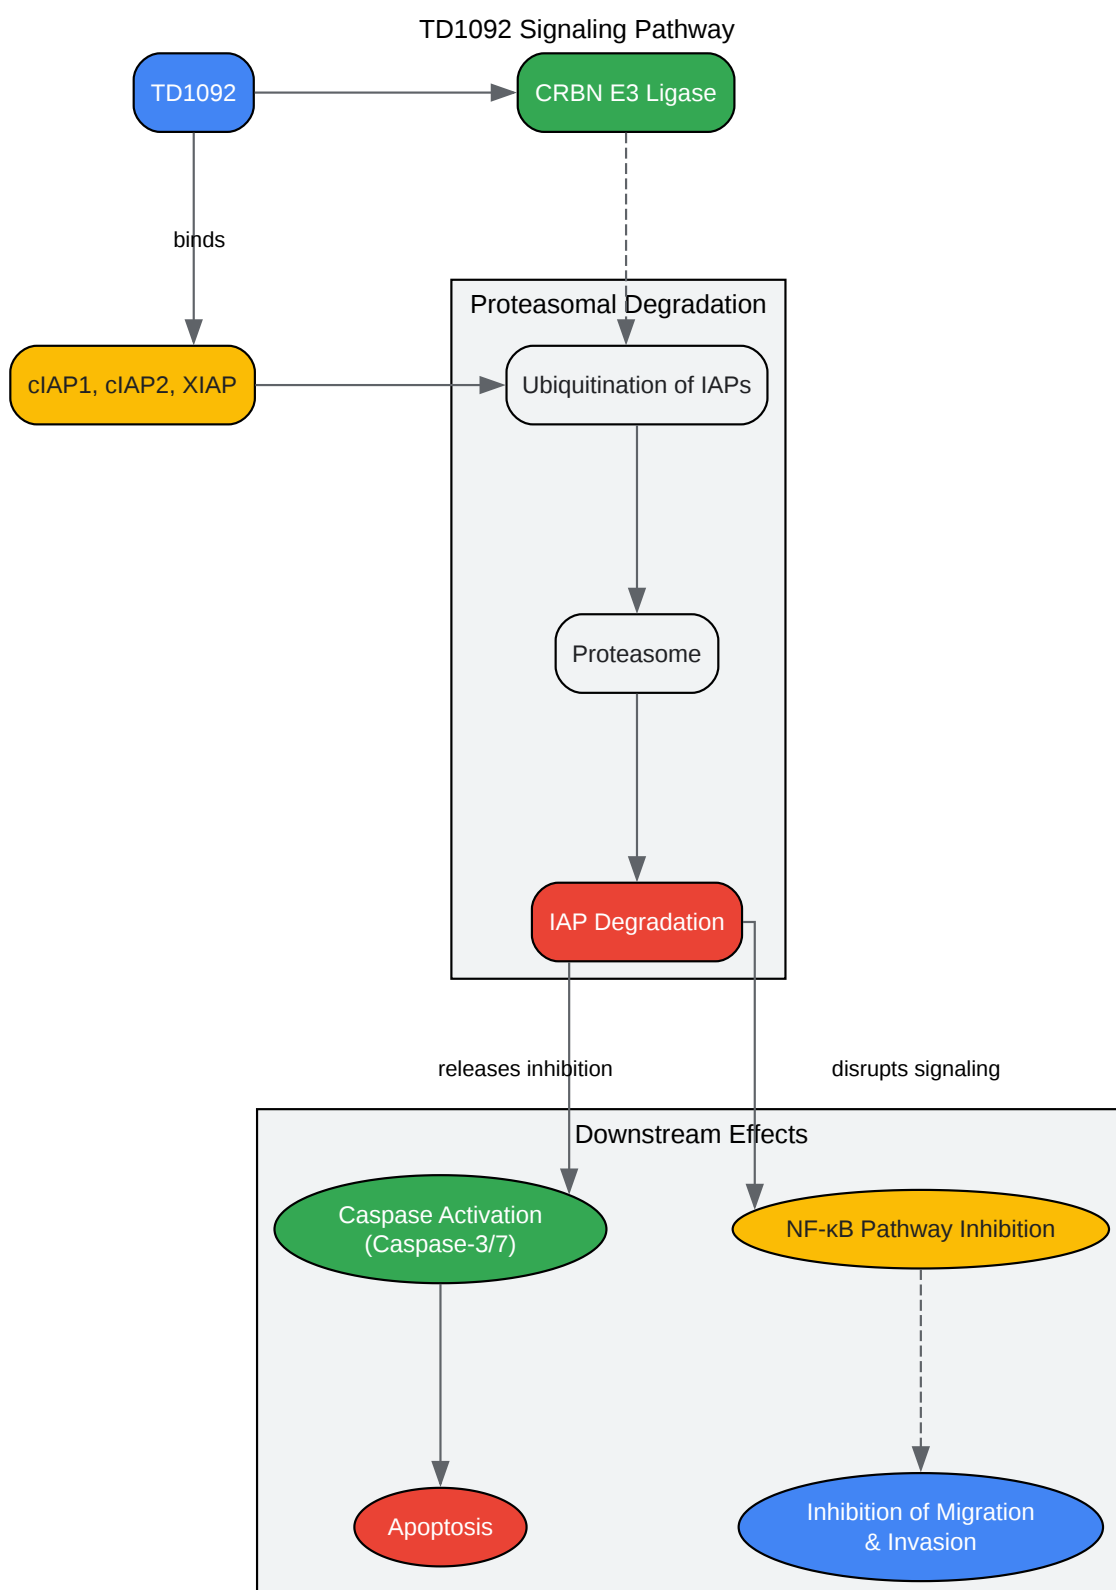 TD1092 Signaling Pathway
TD1092
CRBN E3 Ligase
binds
Proteasomal Degradation
cIAP1, cIAP2, XIAP
Ubiquitination of IAPs
Proteasome
IAP Degradation
releases inhibition
disrupts signaling
Downstream Effects
Caspase Activation
(Caspase-3/7)
NF-κB Pathway Inhibition
Apoptosis
Inhibition of Migration
& Invasion